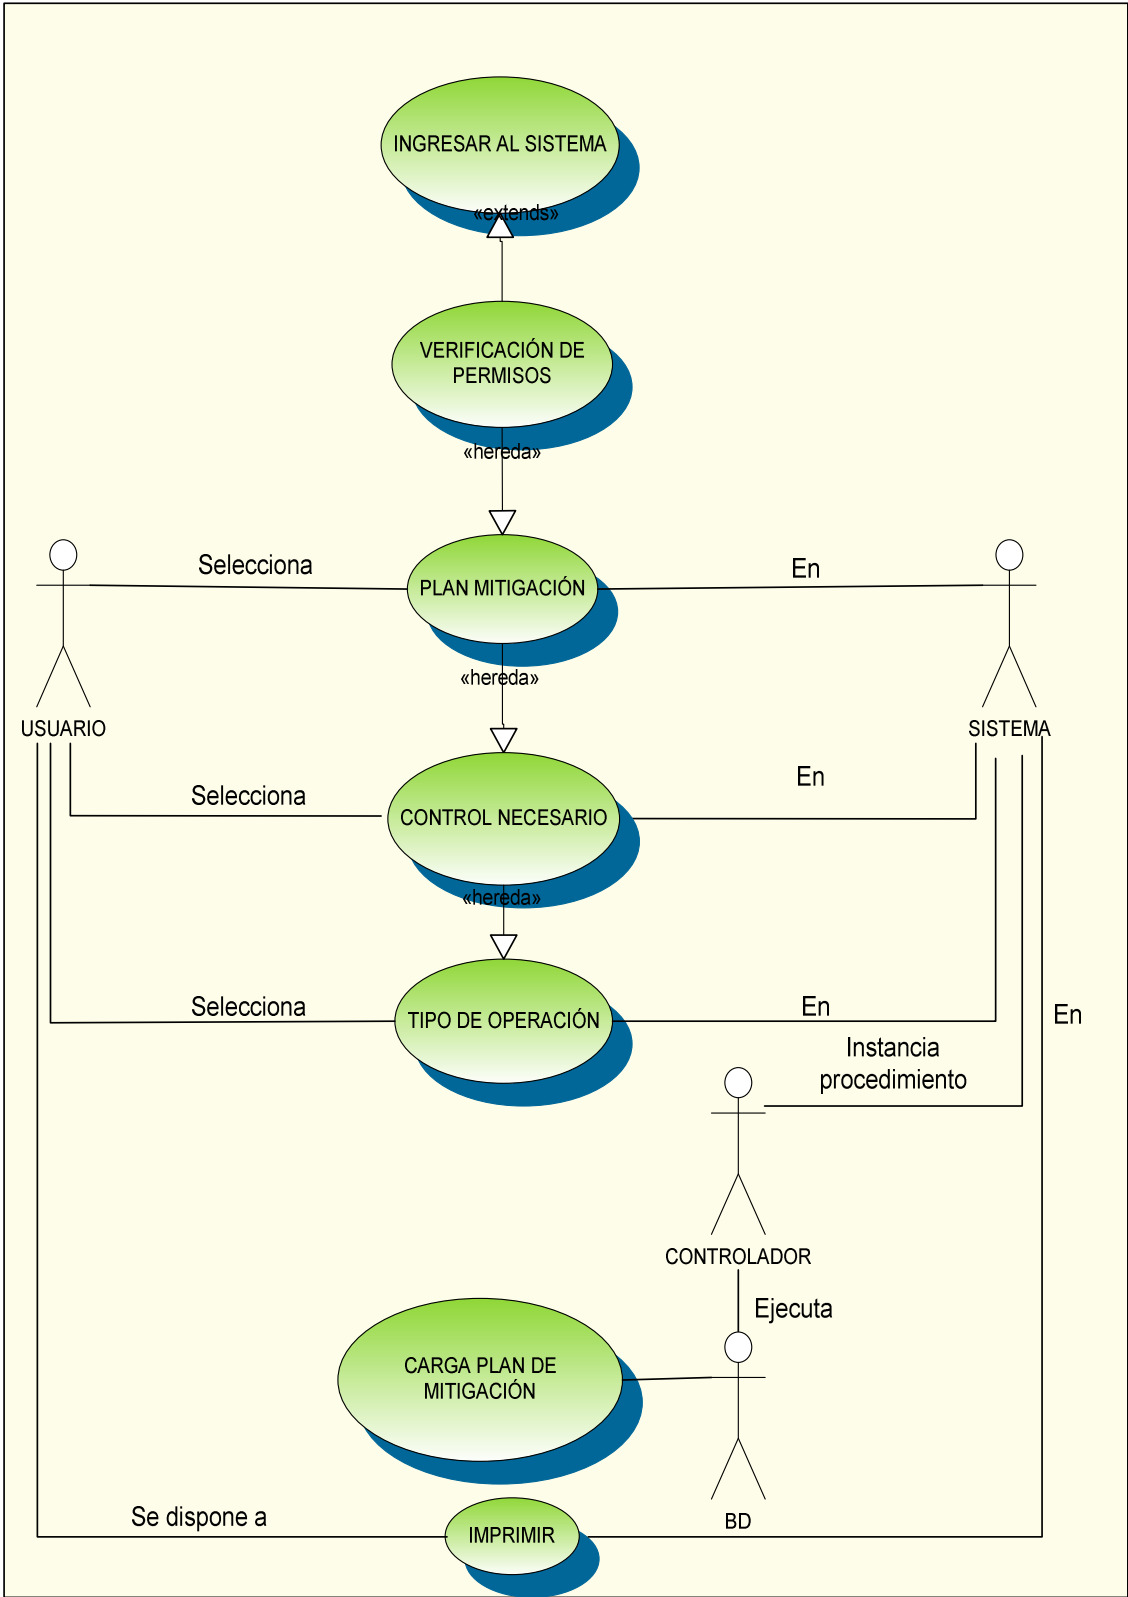 INGRESAR AL SISTEMA
«extends»
VERIFICACIÓN DE
PERMISOS
«hereda»
Selecciona
PLAN MITIGACIÓN
En
«hereda»
USUARIO
SISTEMA
Selecciona
CONTROL NECESARIO
En
«hereda»
Selecciona
TIPO DE OPERACIÓN
En
En
Instancia
procedimiento
CONTROLADOR
Ejecuta
CARGA PLAN DE
MITIGACIÓN
Se dispone a
IMPRIMIR
BD